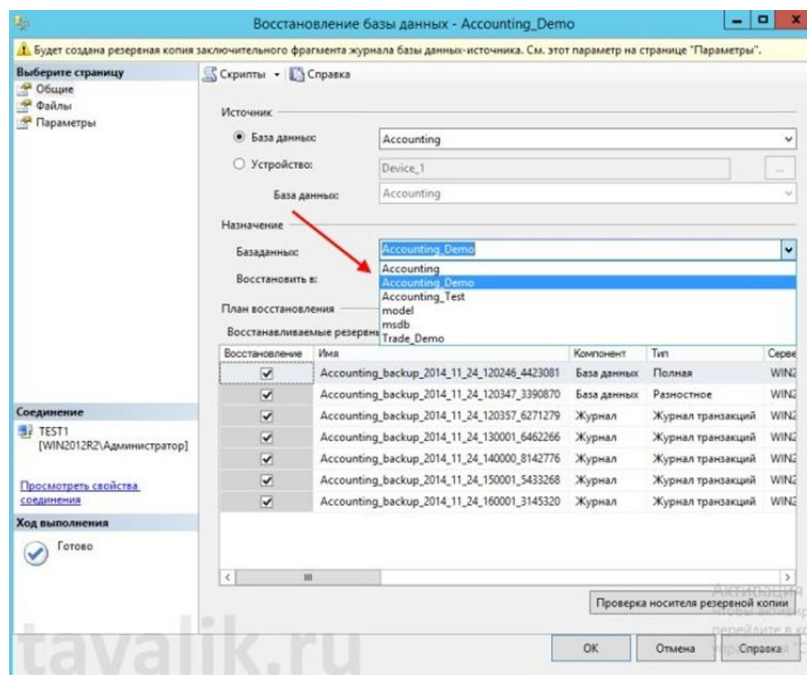 Восстановление базы данных - Accounting_Demo
Будет создана резервная копия заключительного фрагмента журнала базы данных-источника. См. этот параметр на странице "Параметры".
Выберите страницу
Общие
Файлы
Параметры
Скрипты Справка
Источник
База данных: Accounting
Устройство: Device_1 ...
База данных: Accounting
Назначение
Базаданных: Accounting_Demo
Восстановить в:
Accounting
Accounting_Demo
Accounting_Test
model
msdb
Trade_Demo
План восстановления
Восстанавливаемые резервн
Восстановление Имя Компонент Тип Серве
Accounting_backup_2014_11_24_120246_4423081 База данных Полная WIN2
Accounting_backup_2014_11_24_120347_3390870 База данных Разностное WIN2
Accounting_backup_2014_11_24_120357_6271279 Журнал Журнал транзакций WIN2
Accounting_backup_2014_11_24_130001_6462266 Журнал Журнал транзакций WIN2
Accounting_backup_2014_11_24_140000_8142776 Журнал Журнал транзакций WIN2
Accounting_backup_2014_11_24_150001_5433268 Журнал Журнал транзакций WIN2
Accounting_backup_2014_11_24_160001_3145320 Журнал Журнал транзакций WIN2
Соединение
TEST1
[WIN2012R2\Администратор]
Просмотреть свойства
соединения
Ход выполнения
Готово
Проверка носителя резервной копии
Активация
перейдите в
OK Отмена Справка
tavalik.ru